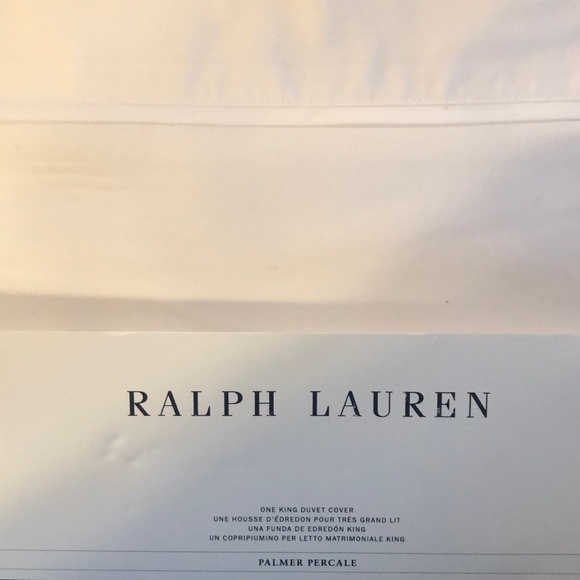 RALPH LAUREN
ONE KING DUVET COVER
UNE HOUSSE D'ÉDREDON POUR TRÈS GRAND LIT
UNA FUNDA DE EDREDÓN KING
UN COPRIPIUMINO PER LETTO MATRIMONIALE KING
PALMER PERCALE